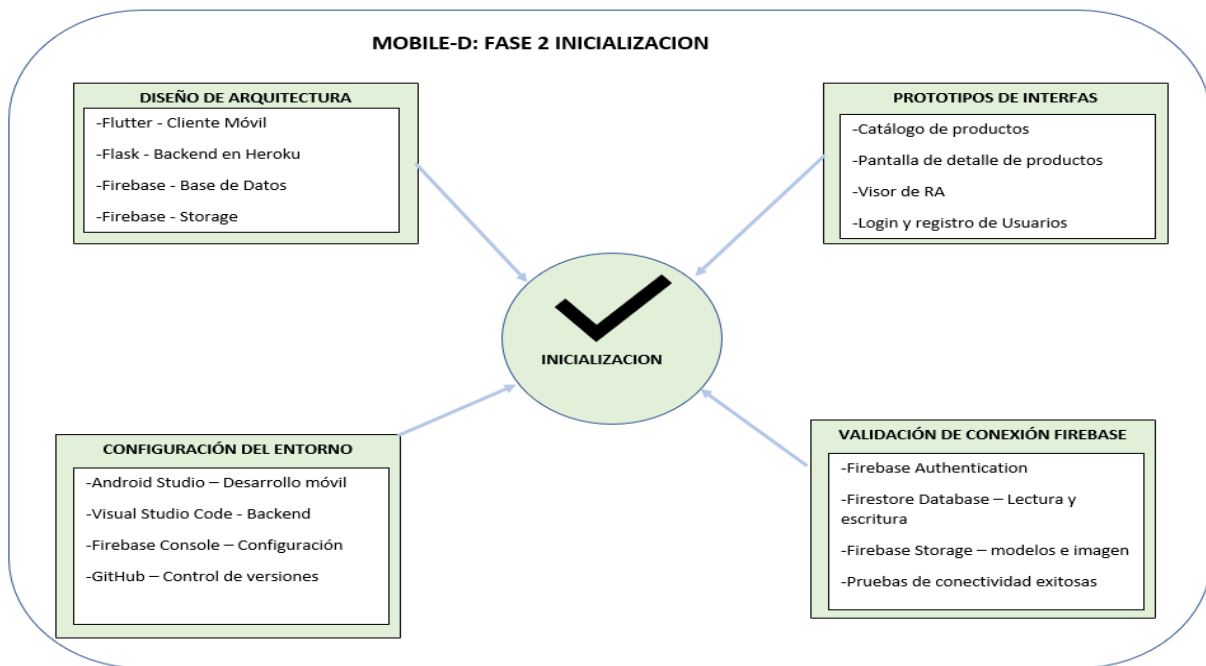 MOBILE-D: FASE 2 INICIALIZACION
DISEÑO DE ARQUITECTURA
-Flutter - Cliente Móvil
-Flask - Backend en Heroku
-Firebase - Base de Datos
-Firebase - Storage
PROTOTIPOS DE INTERFAS
-Catálogo de productos
-Pantalla de detalle de productos
-Visor de RA
-Login y registro de Usuarios
INICIALIZACION
CONFIGURACIÓN DEL ENTORNO
-Android Studio – Desarrollo móvil
-Visual Studio Code - Backend
-Firebase Console – Configuración
-GitHub – Control de versiones
VALIDACIÓN DE CONEXIÓN FIREBASE
-Firebase Authentication
-Firestore Database – Lectura y
escritura
-Firebase Storage – modelos e imagen
-Pruebas de conectividad exitosas